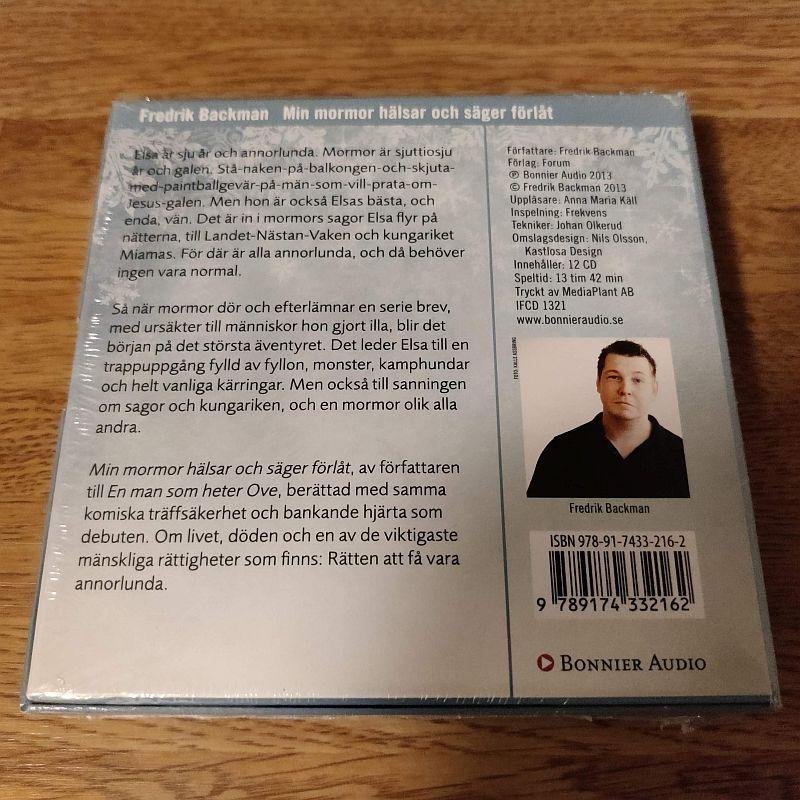 Fredrik Backman Min mormor hälsar och säger förlåt
Elsa är sju år och annorlunda. Mormor är sjuttiosju
år och galen. Stå-naken-på-balkongen-och-skjuta-
med-paintballgevär-på-män-som-vill-prata-om-
Jesus-galen. Men hon är också Elsas bästa, och
enda, vän. Det är in i mormors sagor Elsa flyr på
nätterna, till Landet-Nästan-Vaken och kungariket
Miamas. För där är alla annorlunda, och då behöver
ingen vara normal.
Så när mormor dör och efterlämnar en serie brev,
med ursäkter till människor hon gjort illa, blir det
början på det största äventyret. Det leder Elsa till en
trappuppgång fylld av fyllon, monster, kamphundar
och helt vanliga kärringar. Men också till sanningen
om sagor och kungariken, och en mormor olik alla
andra.
Min mormor hälsar och säger förlåt, av författaren
till En man som heter Ove, berättad med samma
komiska träffsäkerhet och bankande hjärta som
debuten. Om livet, döden och en av de viktigaste
mänskliga rättigheter som finns: Rätten att få vara
annorlunda.
Författare: Fredrik Backman
Förlag: Forum
℗ Bonnier Audio 2013
© Fredrik Backman 2013
Uppläsare: Anna Maria Käll
Inspelning: Frekvens
Tekniker: Johan Olkerud
Omslagsdesign: Nils Olsson,
Kastlosa Design
Innehåller: 12 CD
Speltid: 13 tim 42 min
Tryckt av MediaPlant AB
IFCD 1321
www.bonnieraudio.se
Fredrik Backman
ISBN 978-91-7433-216-2
9 789174 332162
BONNIER AUDIO